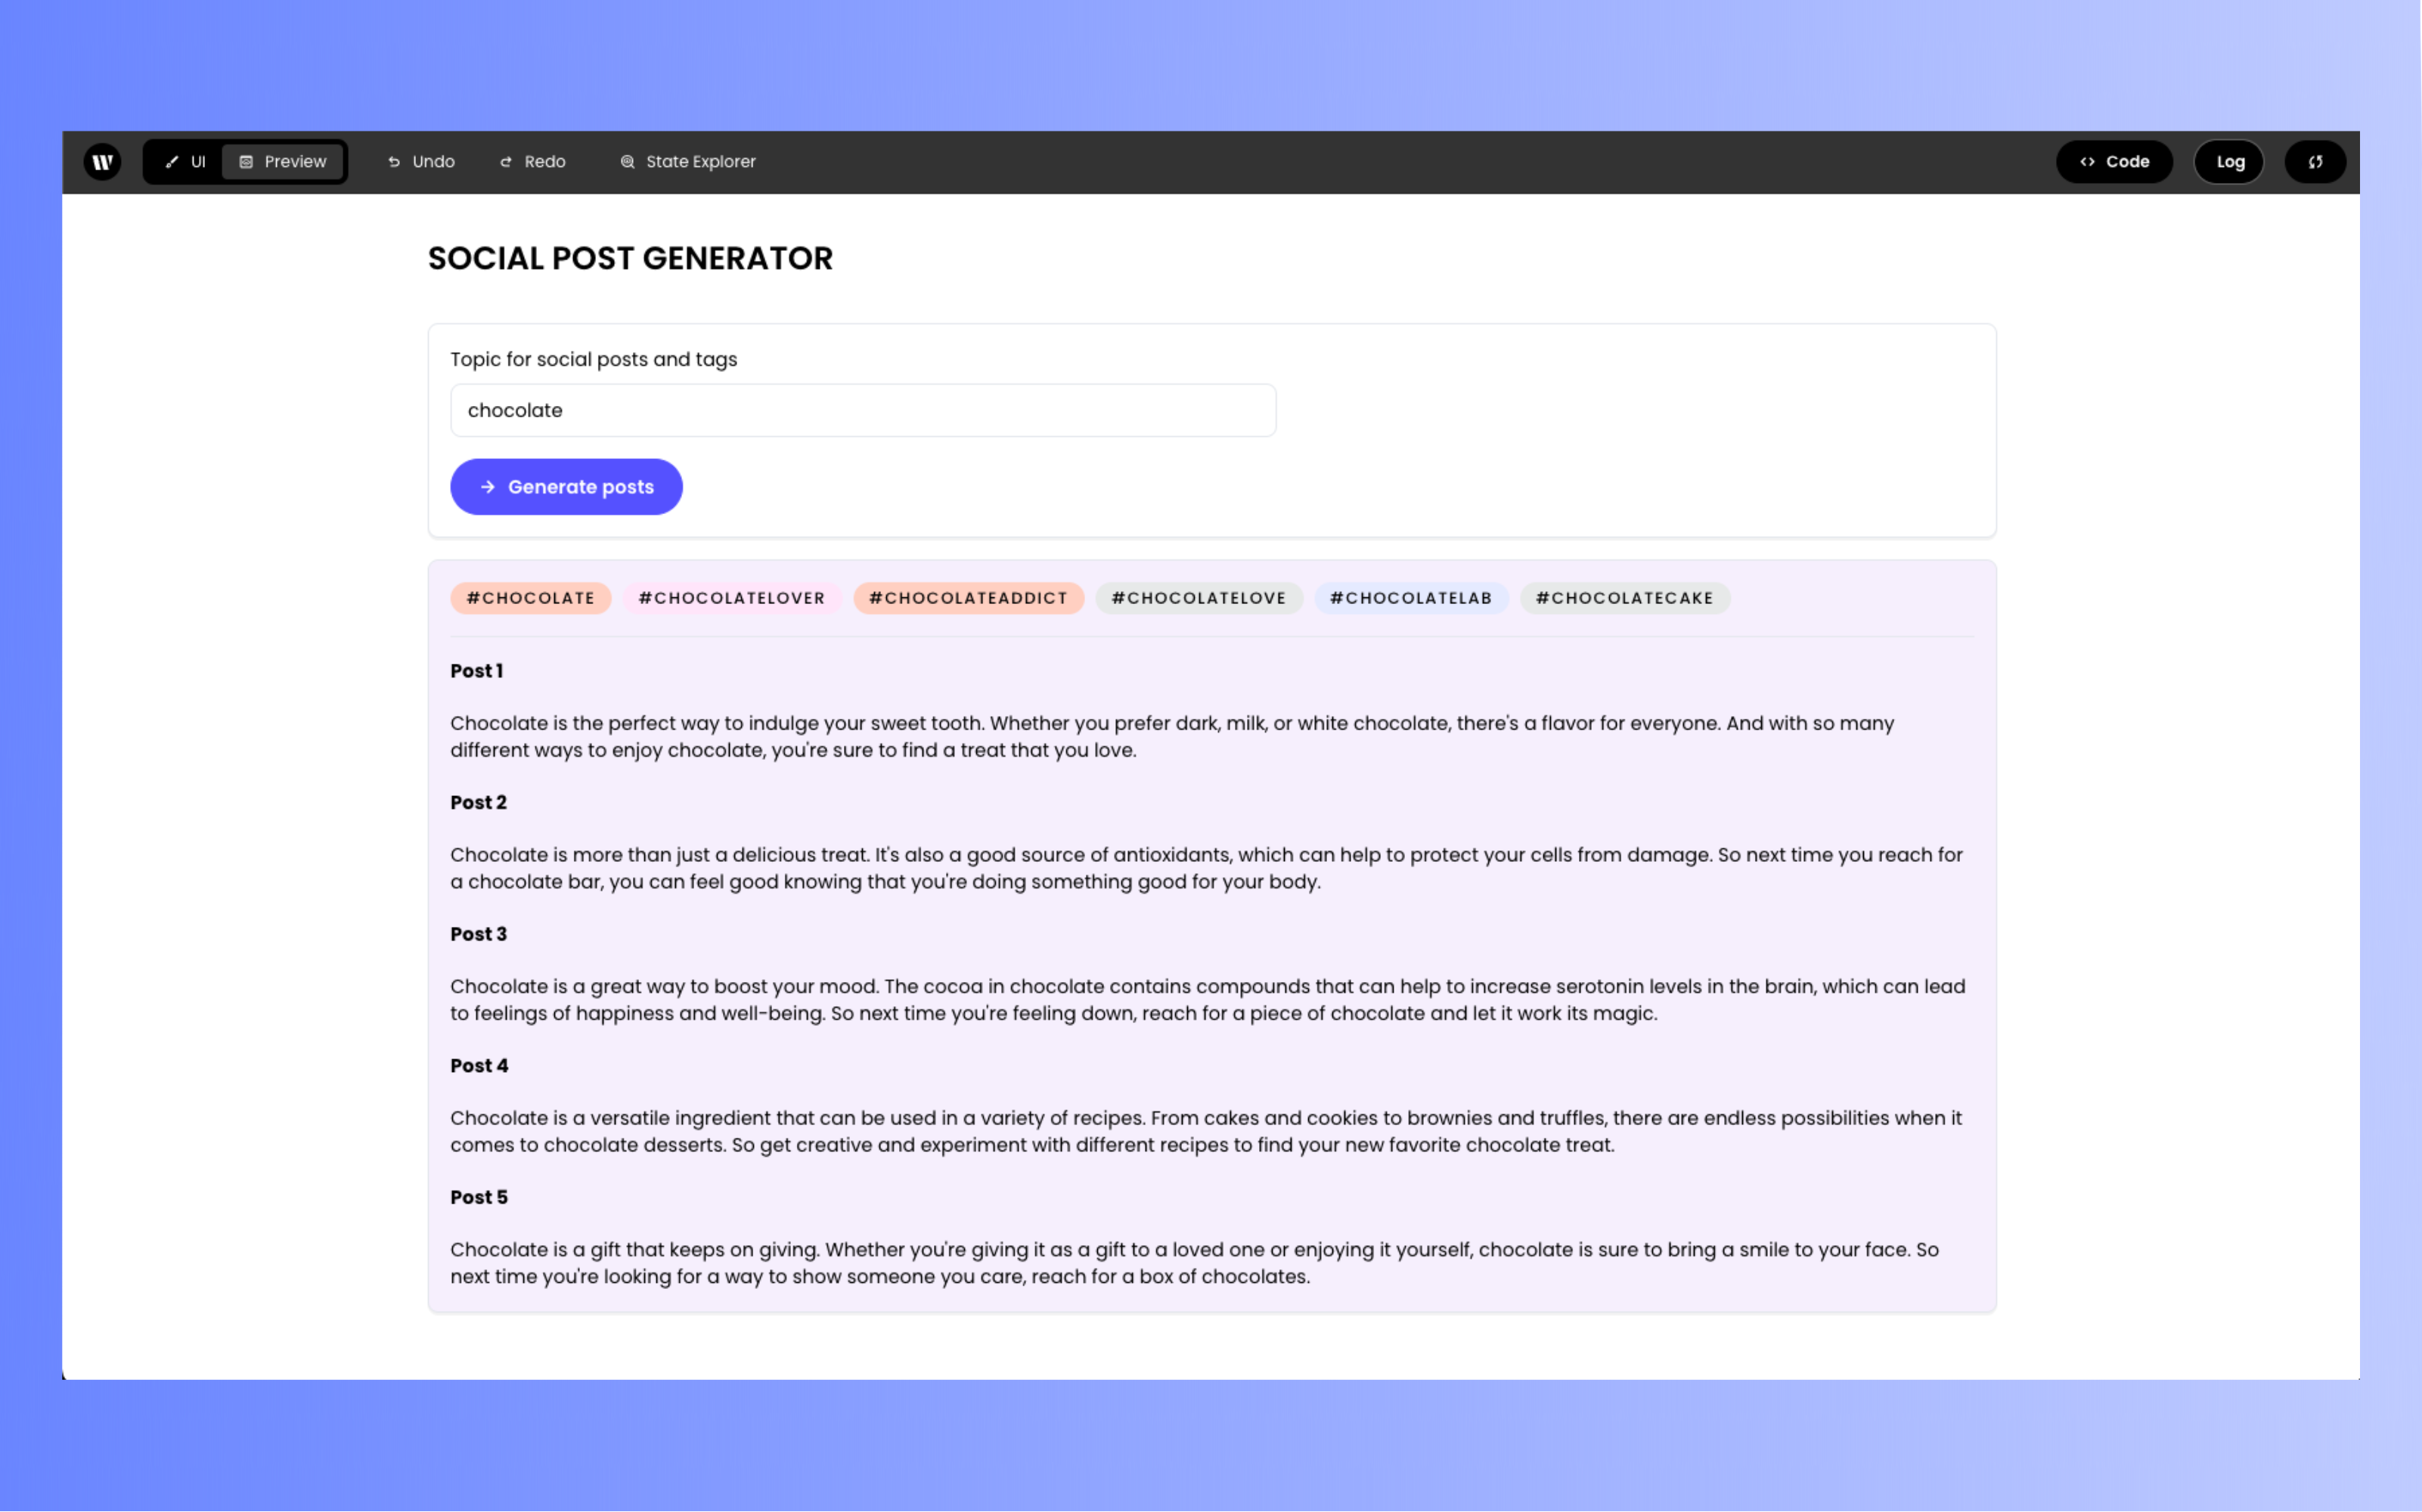 UI Preview Undo Redo State Explorer Code Log
SOCIAL POST GENERATOR
Topic for social posts and tags
chocolate
Generate posts
#CHOCOLATE #CHOCOLATELOVER #CHOCOLATEADDICT #CHOCOLATELOVE #CHOCOLATELAB #CHOCOLATECAKE
Post 1
Chocolate is the perfect way to indulge your sweet tooth. Whether you prefer dark, milk, or white chocolate, there's a flavor for everyone. And with so many
different ways to enjoy chocolate, you're sure to find a treat that you love.
Post 2
Chocolate is more than just a delicious treat. It's also a good source of antioxidants, which can help to protect your cells from damage. So next time you reach for
a chocolate bar, you can feel good knowing that you're doing something good for your body.
Post 3
Chocolate is a great way to boost your mood. The cocoa in chocolate contains compounds that can help to increase serotonin levels in the brain, which can lead
to feelings of happiness and well-being. So next time you're feeling down, reach for a piece of chocolate and let it work its magic.
Post 4
Chocolate is a versatile ingredient that can be used in a variety of recipes. From cakes and cookies to brownies and truffles, there are endless possibilities when it
comes to chocolate desserts. So get creative and experiment with different recipes to find your new favorite chocolate treat.
Post 5
Chocolate is a gift that keeps on giving. Whether you're giving it as a gift to a loved one or enjoying it yourself, chocolate is sure to bring a smile to your face. So
next time you're looking for a way to show someone you care, reach for a box of chocolates.